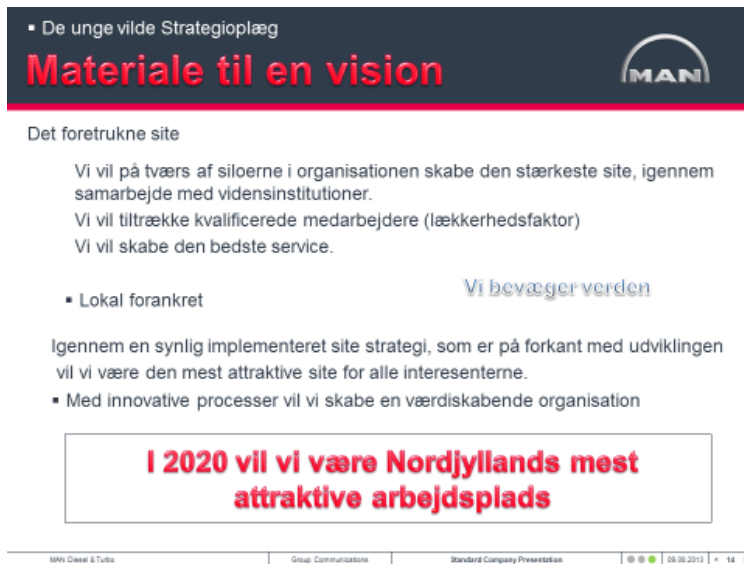 ▪ De unge vilde Strategioplæg
Materiale til en vision
MAN
Det foretrukne site
Vi vil på tværs af siloerne i organisationen skabe den stærkeste site, igennem
samarbejde med vidensinstitutioner.
Vi vil tiltrække kvalificerede medarbejdere (lækkerhedsfaktor)
Vi vil skabe den bedste service.
Vi bevæger verden
▪ Lokal forankret
Igennem en synlig implementeret site strategi, som er på forkant med udviklingen
vil vi være den mest attraktive site for alle interesenterne.
▪ Med innovative processer vil vi skabe en værdiskabende organisation
I 2020 vil vi være Nordjyllands mest
attraktive arbejdsplads
MAN Diesel & Turbo
Group Communications
Standard Company Presentation
09.05.2013
< 14